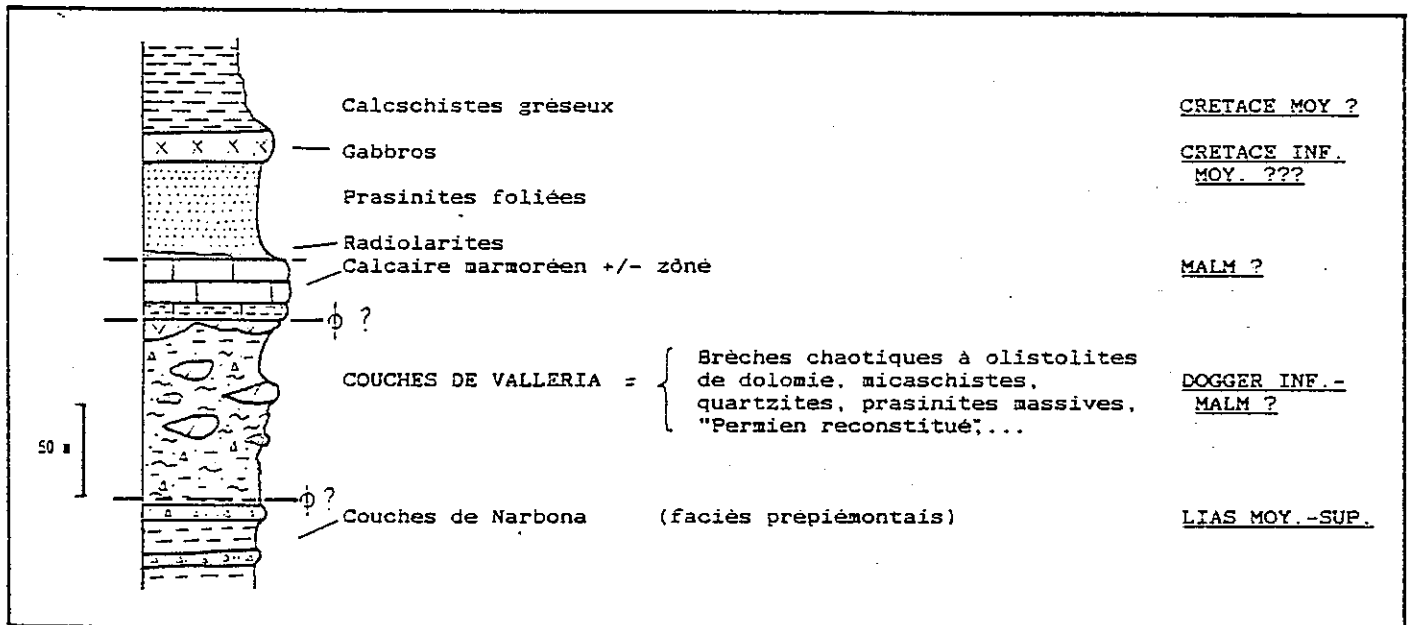 Calcschistes gréseux CRETACE MOY ?
Gabbros CRETACE INF.
MOY. ???
Prasinites foliées
Radiolarites
Calcaire marmoréen +/- zôné MALM ?
ϕ ?
Brèches chaotiques à olistolites
de dolomie, micaschistes,
COUCHES DE VALLERIA = quartzites, prasinites massives, DOGGER INF.-
"Permien reconstitué",... MALM ?
50 m
ϕ ?
Couches de Narbona (faciès prépiémontais) LIAS MOY.-SUP.